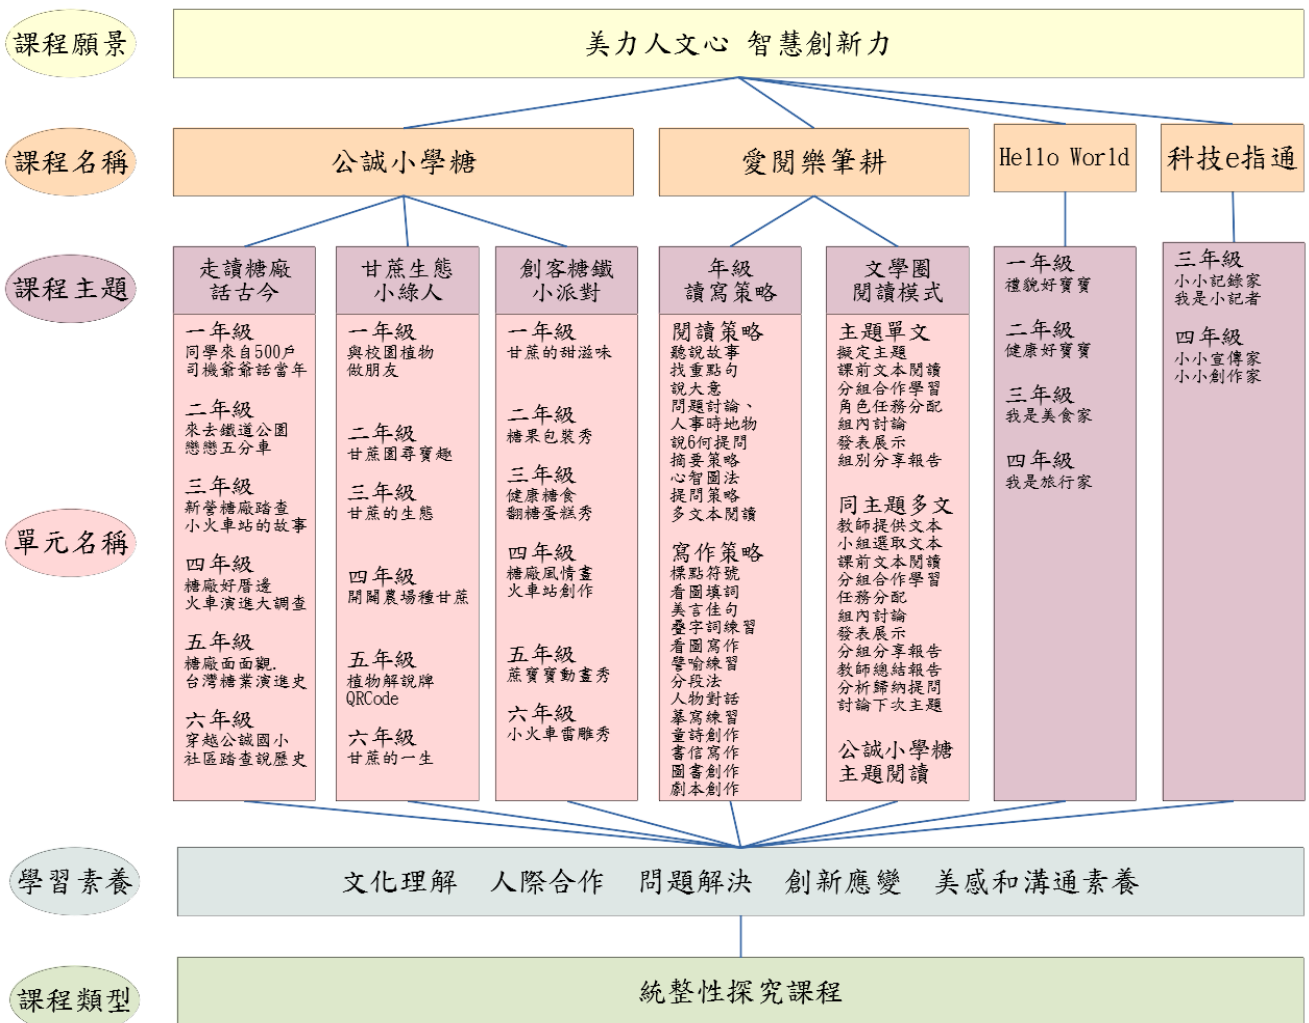 課程願景
美力人文心 智慧創新力
課程名稱
公誠小學糖
愛閱樂筆耕
Hello World
科技e指通
課程主題
走讀糖廠
話古今
甘蔗生態
小綠人
創客糖鐵
小派對
年級
讀寫策略
文學圈
閱讀模式
單元名稱
一年級
同學來自500戶
司機爺爺話當年
二年級
來去鐵道公園
戀戀五分車
三年級
新營糖廠踏查
小火車站的故事
四年級
糖廠好厝邊
火車演進大調查
五年級
糖廠面面觀.
台灣糖業演進史
六年級
穿越公誠國小
社區踏查說歷史
一年級
與校園植物
做朋友
二年級
甘蔗園尋寶趣
三年級
甘蔗的生態
四年級
開闢農場種甘蔗
五年級
植物解說牌
QRCode
六年級
甘蔗的一生
一年級
甘蔗的甜滋味
二年級
糖果包裝秀
三年級
健康糖食
翻糖蛋糕秀
四年級
糖廠風情畫
火車站創作
五年級
蔗寶寶動畫秀
六年級
小火車雷雕秀
閱讀策略
聽說故事
找重點句
說大意
問題討論、
人事時地物
說6何提問
摘要策略
心智圖法
提問策略
多文本閱讀
寫作策略
標點符號
看圖填詞
美言佳句
疊字詞練習
看圖寫作
譬喻練習
分段法
人物對話
摹寫練習
童詩創作
書信寫作
圖書創作
劇本創作
主題單文
擬定主題
課前文本閱讀
分組合作學習
角色任務分配
組內討論
發表展示
組別分享報告
同主題多文
教師提供文本
小組選取文本
課前文本閱讀
分組合作學習
任務分配
組內討論
發表展示
分組分享報告
教師總結報告
分析歸納提問
討論下次主題
公誠小學糖
主題閱讀
一年級
禮貌好寶寶
二年級
健康好寶寶
三年級
我是美食家
四年級
我是旅行家
三年級
小小記錄家
我是小記者
四年級
小小宣傳家
小小創作家
學習素養
文化理解 人際合作 問題解決 創新應變 美感和溝通素養
課程類型
統整性探究課程